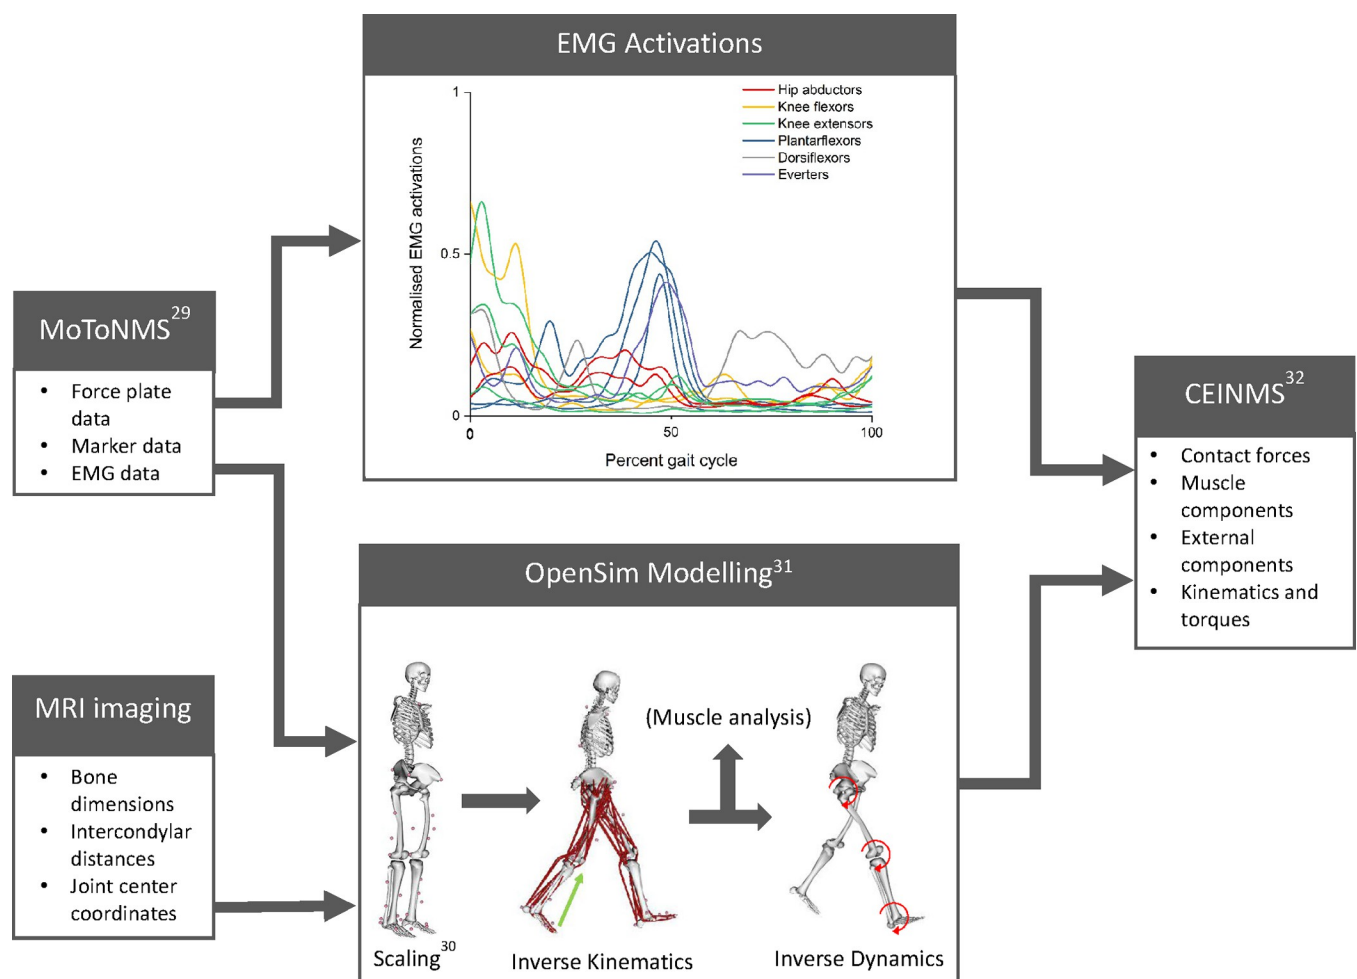 EMG Activations
1
Hip abductors
Knee flexors
Knee extensors
Plantarflexors
Dorsiflexors
Everters
Normalised EMG activations
0.5
0
0
50
100
Percent gait cycle
MoToNMS29
• Force plate
data
• Marker data
• EMG data
CEINMS32
• Contact forces
• Muscle
components
• External
components
• Kinematics and
torques
OpenSim Modelling31
(Muscle analysis)
Scaling30
Inverse Kinematics
Inverse Dynamics
MRI imaging
• Bone
dimensions
• Intercondylar
distances
• Joint center
coordinates